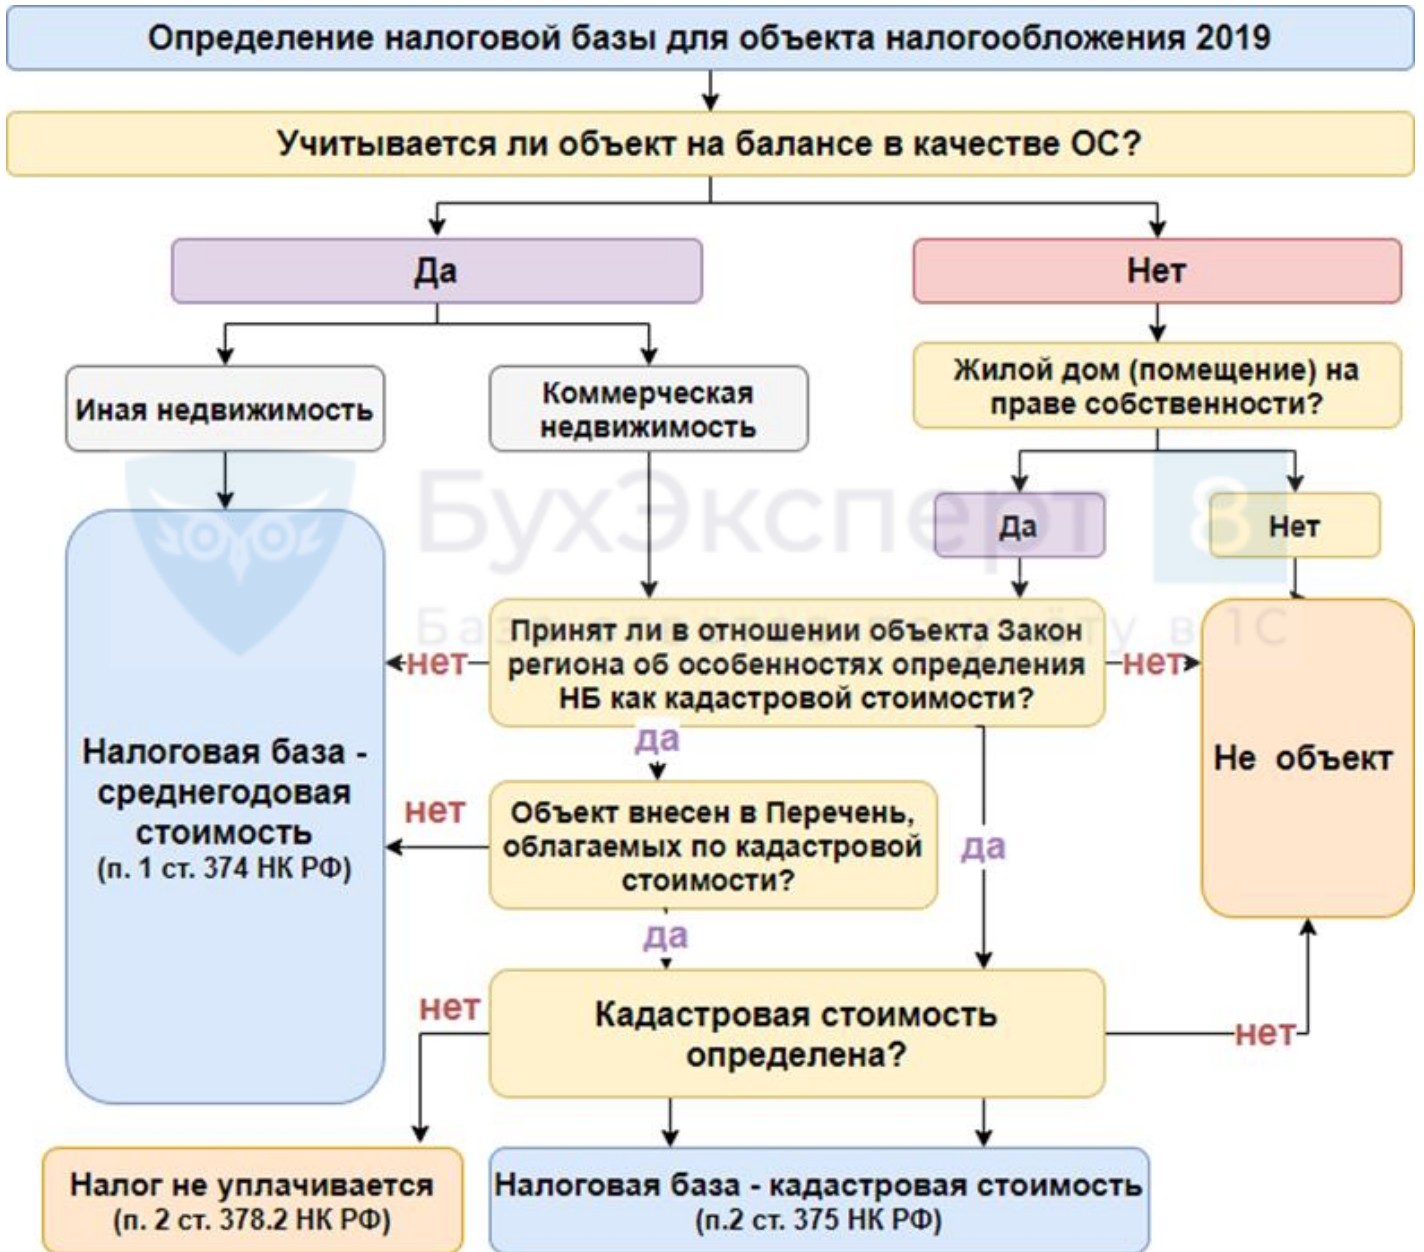 Определение налоговой базы для объекта налогообложения 2019
Учитывается ли объект на балансе в качестве ОС?
Да
Нет
Иная недвижимость
Коммерческая
недвижимость
Жилой дом (помещение) на
праве собственности?
Да
Нет
БухЭксперт 8
База
учёту в 1С
Принят ли в отношении объекта Закон
региона об особенностях определения
НБ как кадастровой стоимости?
нет
нет
да
да
Налоговая база -
среднегодовая
стоимость
(п. 1 ст. 374 НК РФ)
Не объект
нет
Объект внесен в Перечень,
облагаемых по кадастровой
стоимости?
да
нет
Кадастровая стоимость
определена?
нет
Налог не уплачивается
(п. 2 ст. 378.2 НК РФ)
Налоговая база - кадастровая стоимость
(п.2 ст. 375 НК РФ)